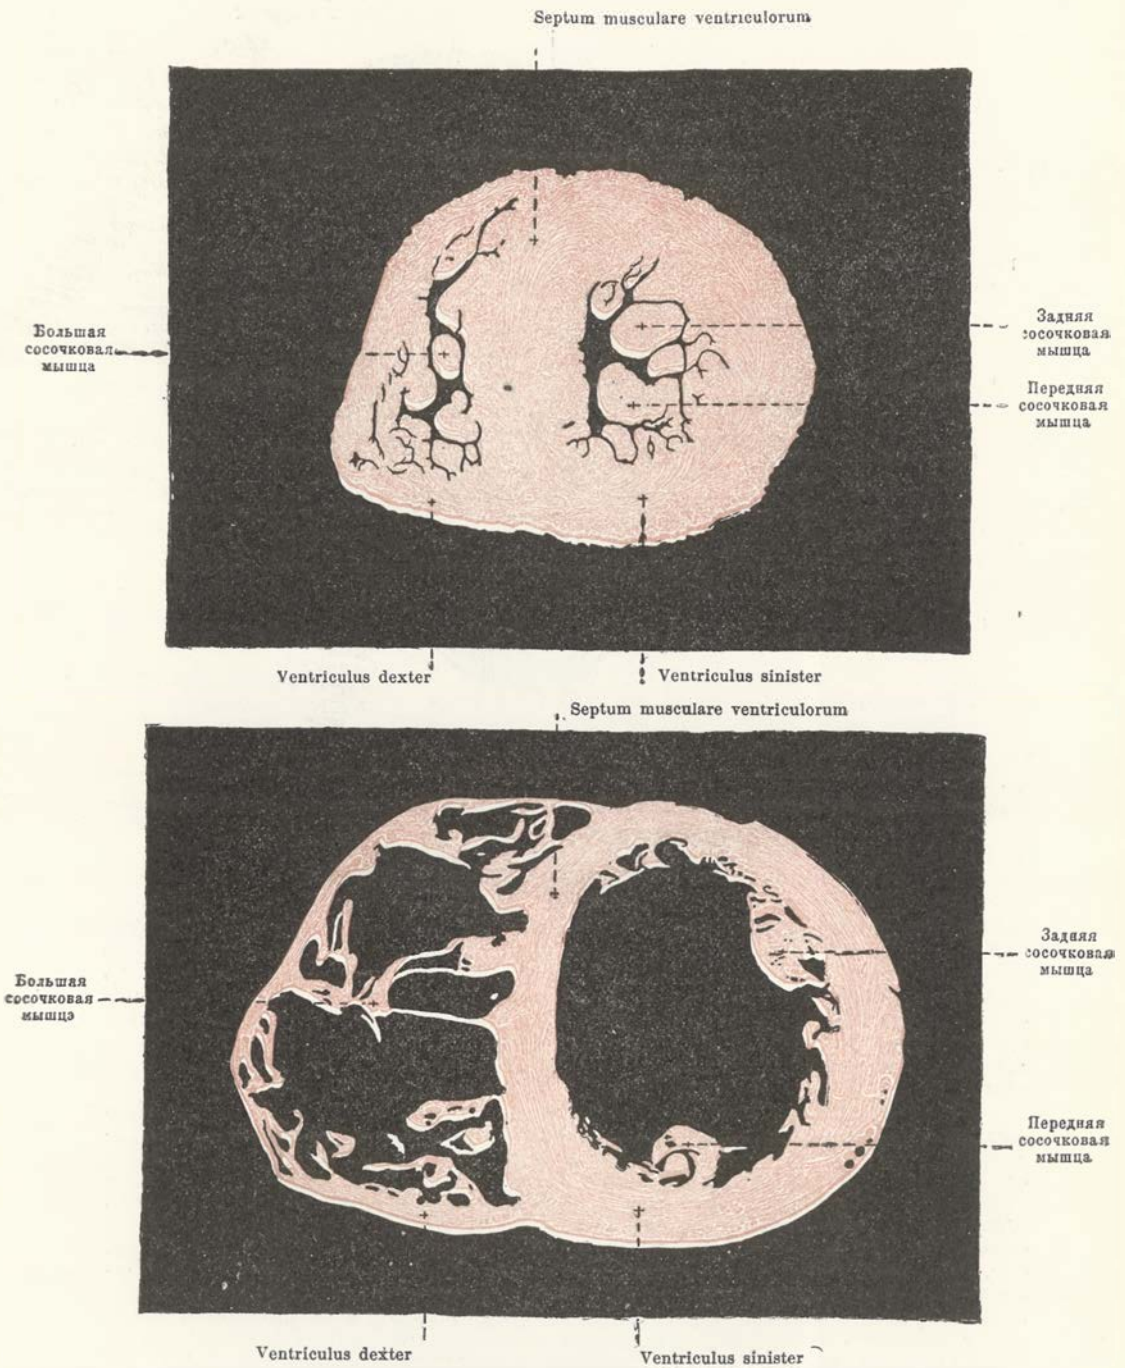 Septum musculare ventriculorum
Большая
сосочковая
мышца
Задняя
сосочковая
мышца
Передняя
сосочковая
мышца
Ventriculus dexter
Ventriculus sinister
Septum musculare ventriculorum
Большая
сосочковая
мышцэ
Задняя
сосочковая
мышца
Передняя
сосочковая
мышца
Ventriculus dexter
Ventriculus sinister